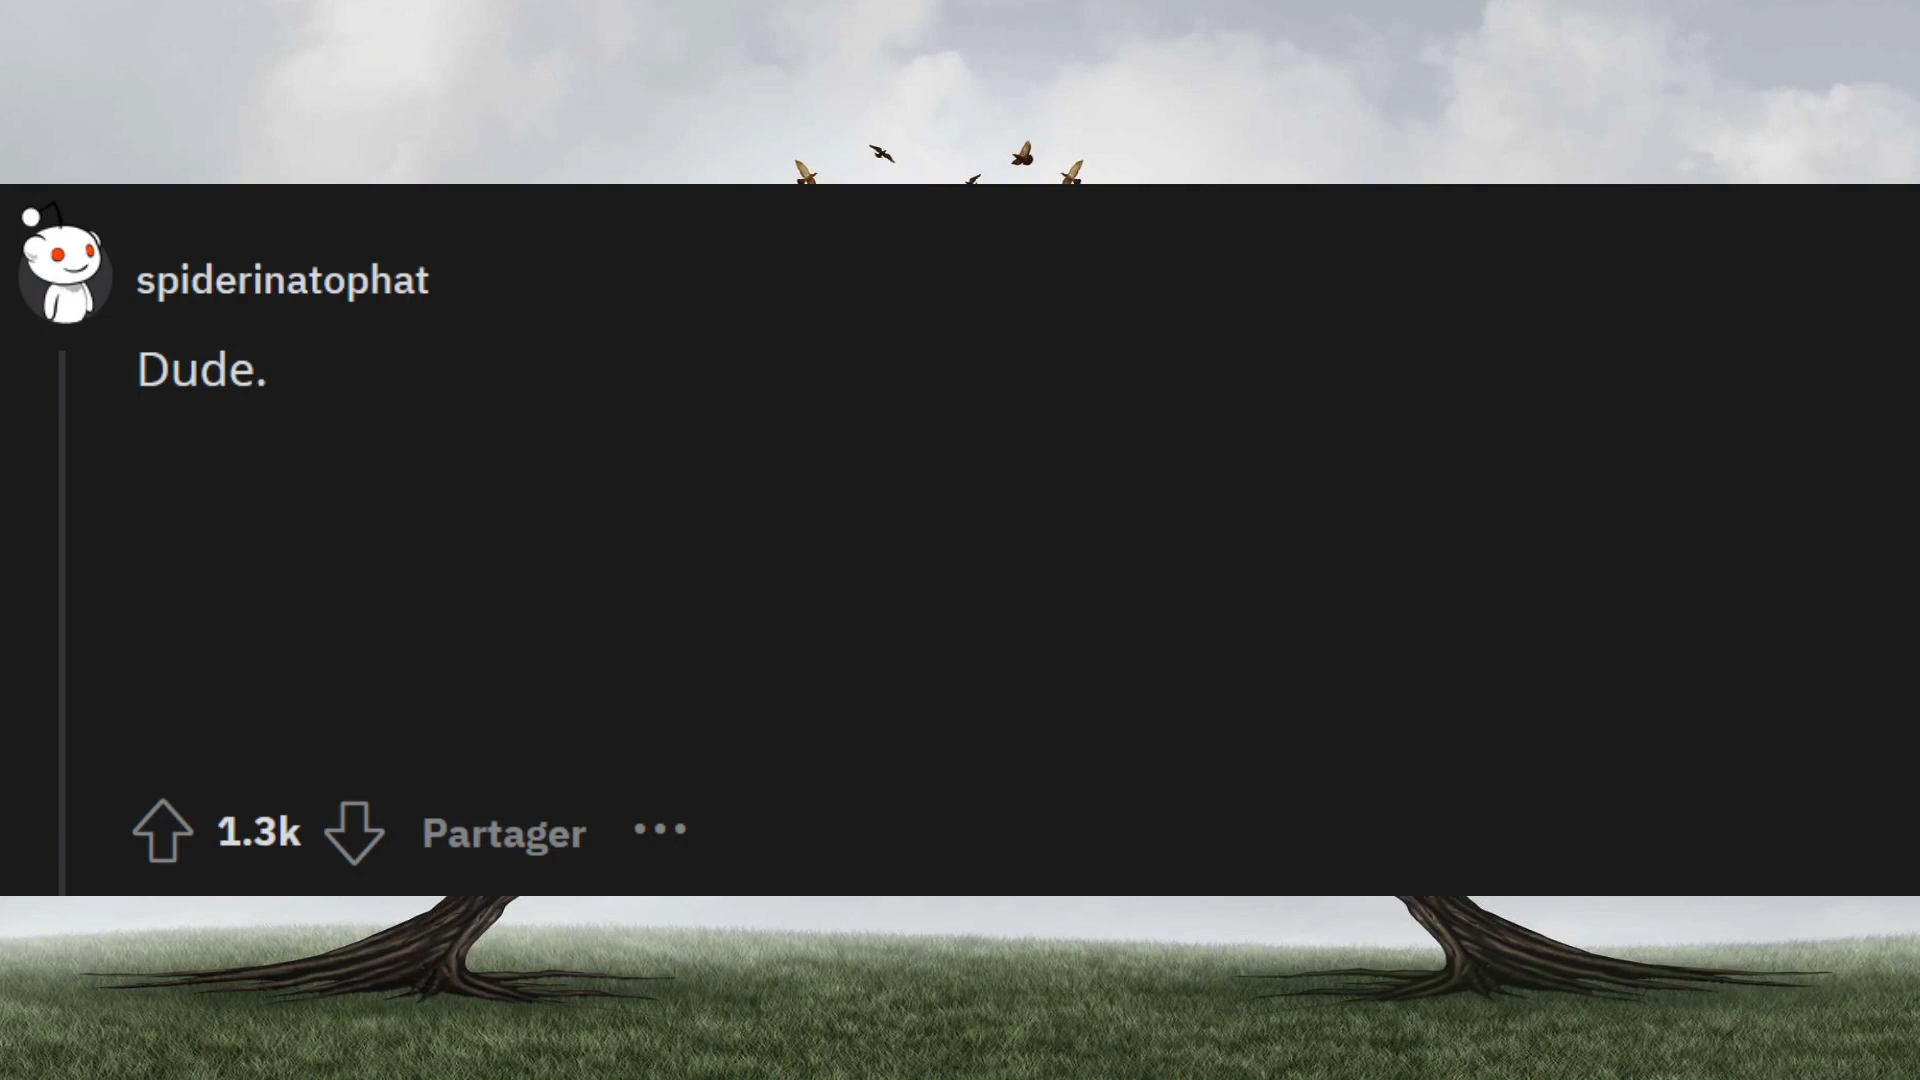 spiderinatophat
Dude.
1.3k Partager •••